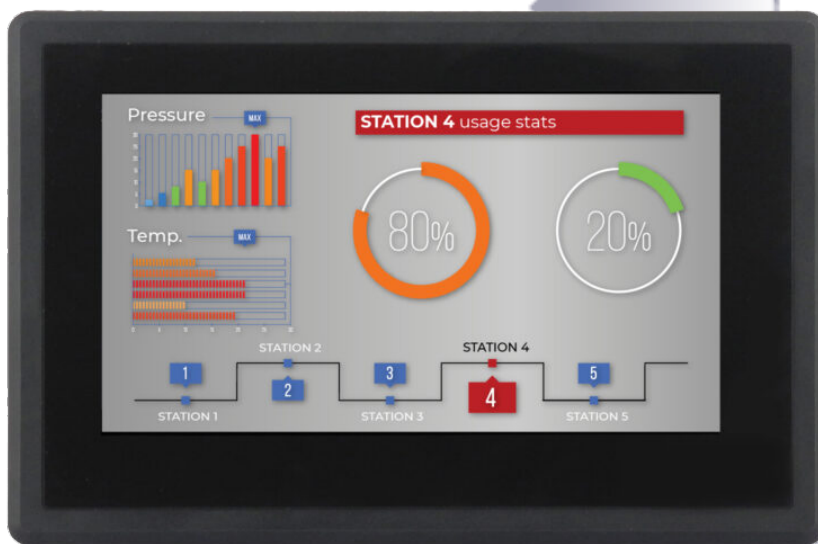 Pressure
MAX
STATION 4 usage stats
80%
20%
Temp.
MAX
STATION 2
STATION 4
1
3
5
2
4
STATION 1
STATION 3
STATION 5